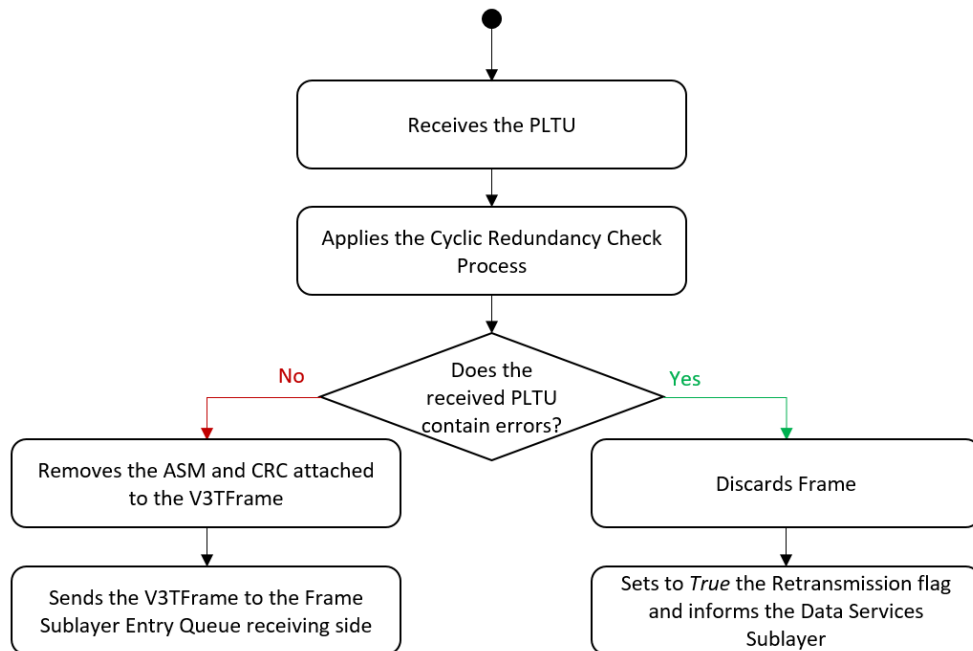 Receives the PLTU
Applies the Cyclic Redundancy Check
Process
Does the
received PLTU
contain errors?
No
Yes
Removes the ASM and CRC attached
to the V3TFrame
Discards Frame
Sends the V3TFrame to the Frame
Sublayer Entry Queue receiving side
Sets to True the Retransmission flag
and informs the Data Services
Sublayer